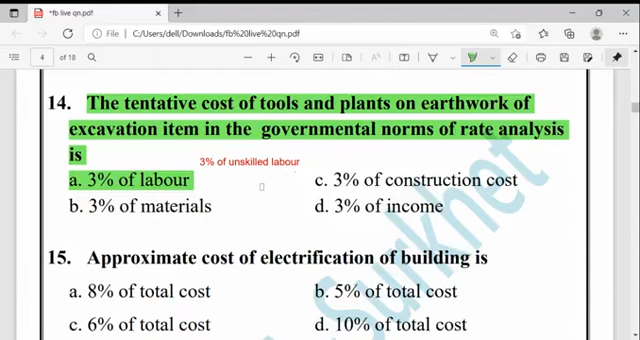 *fb live qn.pdf
File
C:/Users/dell/Downloads/fb%20live%20qn.pdf
4 of 18
14. The tentative cost of tools and plants on earthwork of
excavation item in the governmental norms of rate analysis
is
3% of unskilled labour
a. 3% of labour c. 3% of construction cost
b. 3% of materials d. 3% of income
15. Approximate cost of electrification of building is
a. 8% of total cost b. 5% of total cost
c. 6% of total cost d. 10% of total cost
Surkhet